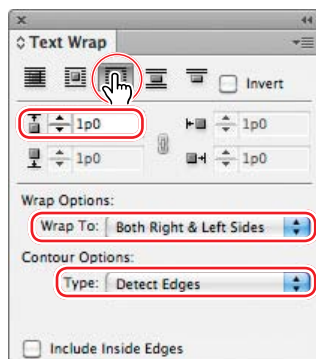 Text Wrap
Invert
1p0 1p0
1p0 1p0
Wrap Options:
Wrap To: Both Right & Left Sides
Contour Options:
Type: Detect Edges
Include Inside Edges